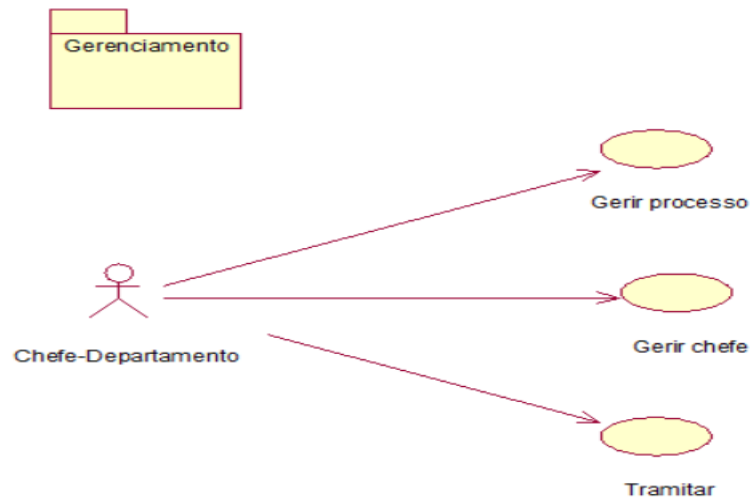 Gerenciamento
Gerir processo
Gerir chefe
Chefe-Departamento
Tramitar